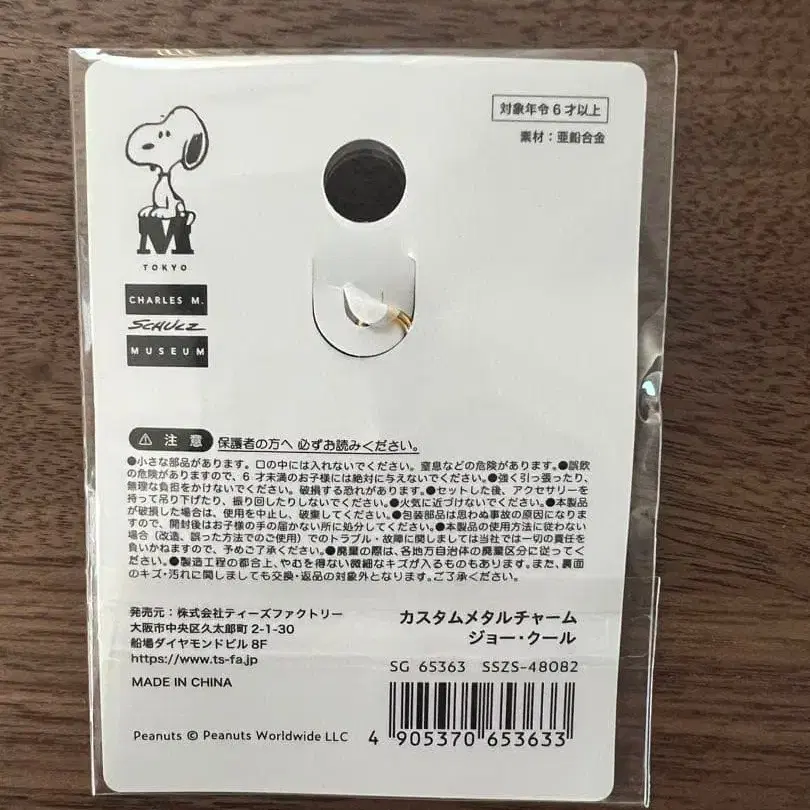 対象年令6才以上
素材：亜鉛合金
M
TOKYO
CHARLES M.
SCHULZ
MUSEUM
⚠ 注意 保護者の方へ 必ずお読みください。
●小さな部品があります。口の中には入れないでください。窒息などの危険があります。●誤飲
の危険がありますので、6才未満のお子様には絶対に与えないでください。●強く引っ張ったり、
無理な負担をかけないでください。破損する恐れがあります。●セットした後、アクセサリーを
持って吊り下げたり、振り回したりしないでください。●火気に近づけないでください。●本製品
が破損した場合は、使用を中止し、破棄してください。●包装部品は思わぬ事故の原因になりま
すので、開封後はお子様の手の届かない所に処分してください。●本製品の使用方法に従わない
場合（改造、誤った方法でのご使用）でのトラブル・故障に関しましては当社では一切の責任を
負いかねますので、予めご了承ください。●廃棄の際は、各地方自治体の廃棄区分に従ってく
ださい。●製造工程の都合上、やむを得ない微細なキズが入るものもあります。また、裏面
のキズ・汚れに関しましても交換・返品の対象外となります。ご了承ください。
発売元：株式会社ティーズファクトリー
大阪市中央区久太郎町2-1-30
船場ダイヤモンドビル8F
https://www.ts-fa.jp
MADE IN CHINA
カスタムメタルチャーム
ジョー・クール
SG 65363 SSZS-48082
Peanuts © Peanuts Worldwide LLC
4 905370 653633